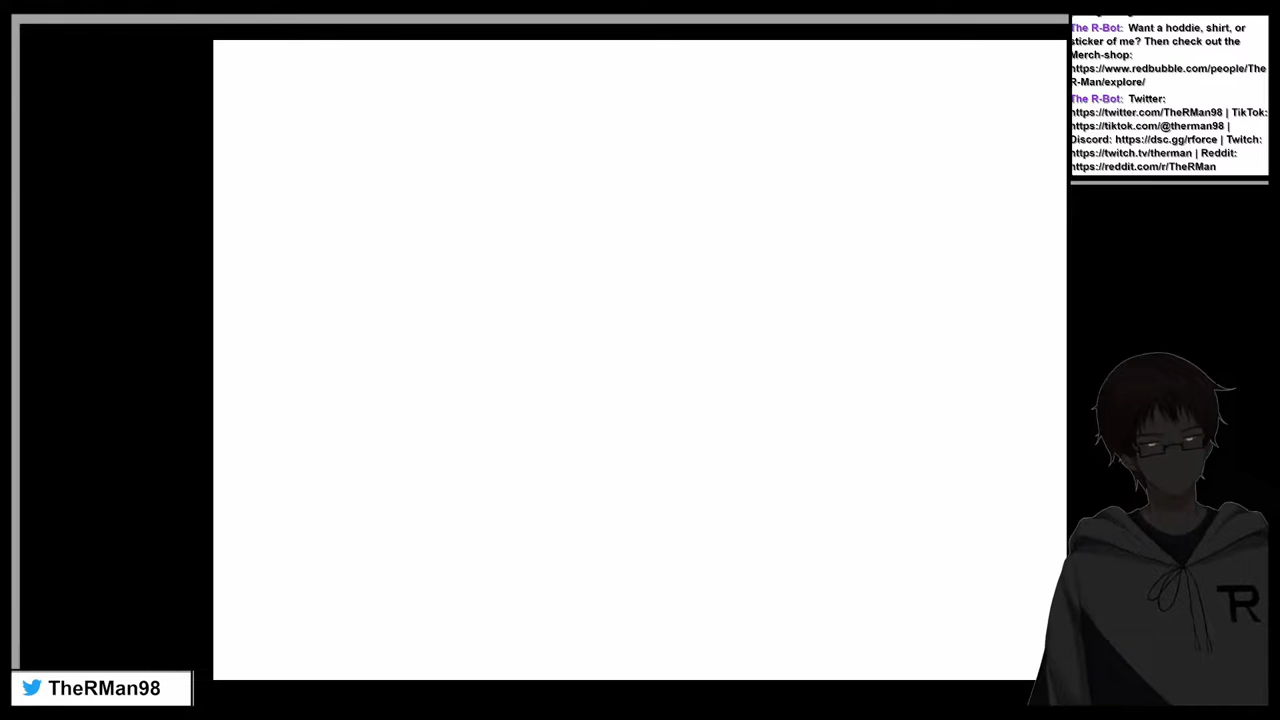 The R-Bot: Want a hoddie, shirt, or
sticker of me? Then check out the
Merch-shop:
https://www.redbubble.com/people/The
R-Man/explore/
The R-Bot: Twitter:
https://twitter.com/TheRMan98 | TikTok:
https://tiktok.com/@therman98 |
Discord: https://dsc.gg/rforce | Twitch:
https://twitch.tv/therman | Reddit:
https://reddit.com/r/TheRMan
TR
TheRMan98